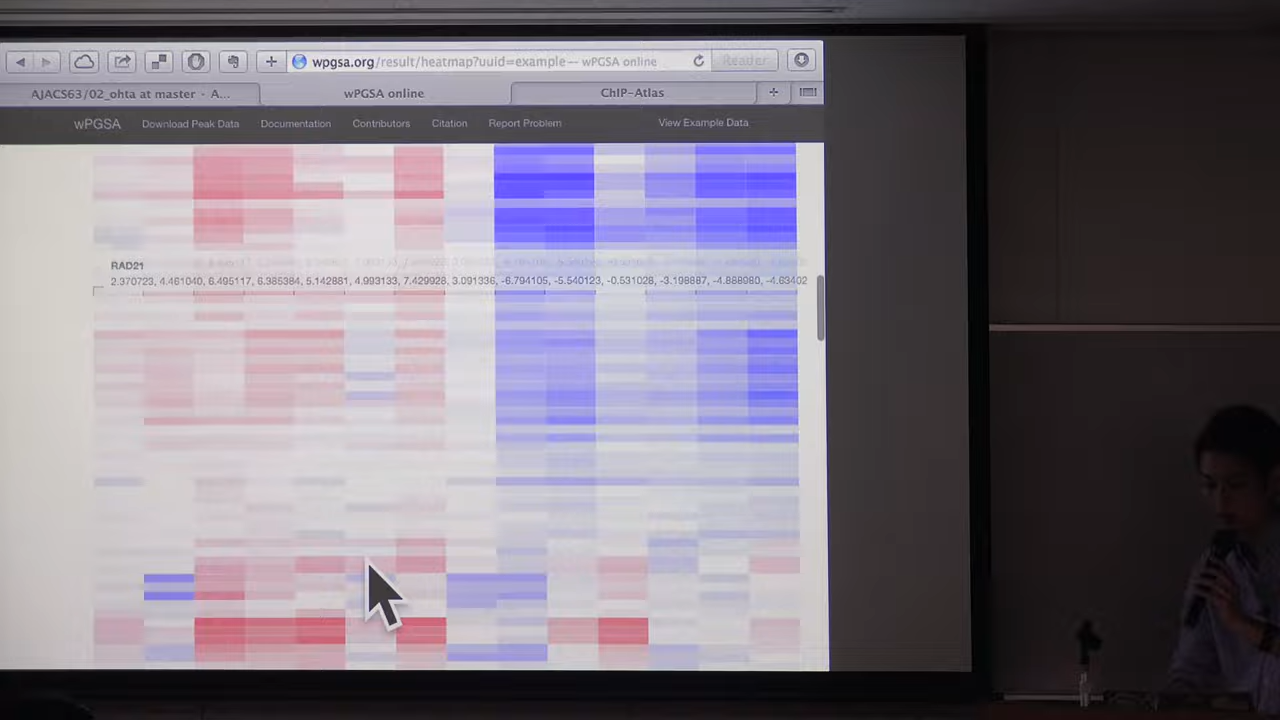 wpgsa.org/result/heatmap?uuid=example — wPGSA online
Reader
AJACS63/02_ohta at master · A...
wPGSA online
ChIP-Atlas
wPGSA
Download Peak Data
Documentation
Contributors
Citation
Report Problem
View Example Data
RAD21
2.370723, 4.461040, 6.495117, 6.385384, 5.142881, 4.993133, 7.429928, 3.091336, -6.794105, -5.540123, -0.531028, -3.198887, -4.888980, -4.63402